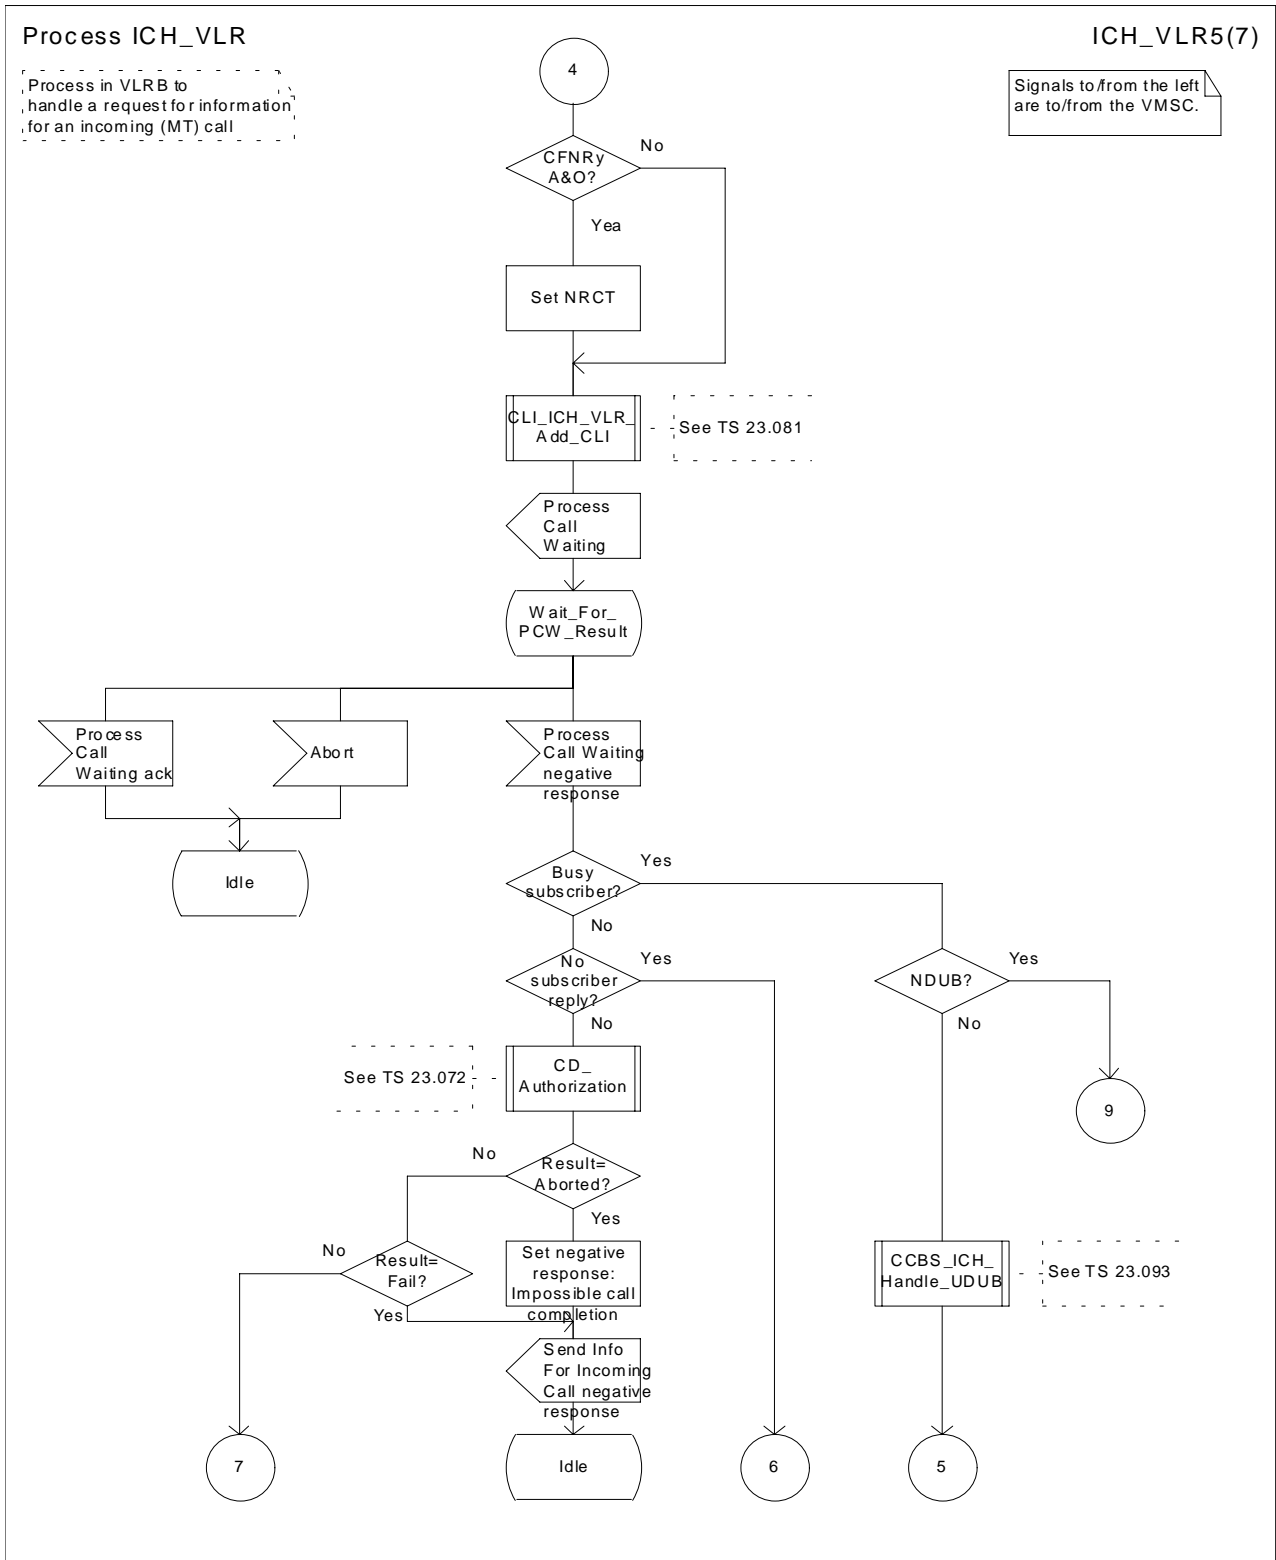 Process ICH_VLR
ICH_VLR5(7)
Process in VLRB to
handle a request for information
for an incoming (MT) call
Signals to/from the left
are to/from the VMSC.
4
CFNRy
A&O?
No
Yea
Set NRCT
CLI_ICH_VLR_
Add_CLI
See TS 23.081
Process
Call
Waiting
Wait_For_
PCW_Result
Process
Call
Waiting ack
Abort
Process
Call Waiting
negative
response
Idle
Busy
subscriber?
Yes
No
No
subscriber
reply?
Yes
No
NDUB?
Yes
No
See TS 23.072
CD_
Authorization
9
Result=
Aborted?
No
Yes
Result=
Fail?
No
Yes
Set negative
response:
Impossible call
completion
CCBS_ICH_
Handle_UDUB
See TS 23.093
Send Info
For Incoming
Call negative
response
7
Idle
6
5